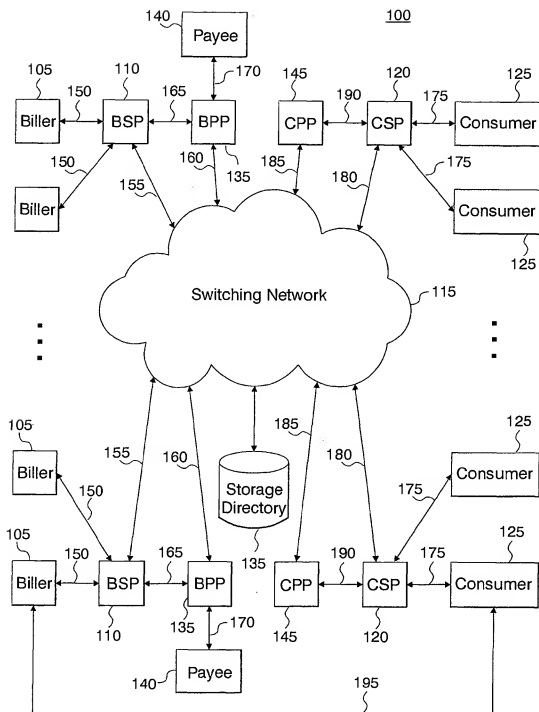 140 Payee 100
170
105 110 145 120 125
150 165 190 175
Biller BSP BPP CPP CSP Consumer
150 135 175
160 185 180
Biller 155 Consumer
125
Switching Network 115
105 185 125
155 160 180
Biller Storage Directory Consumer
150 175
105 135 125
150 165 190 175
Biller BSP BPP CPP CSP Consumer
110 135 170 145 120
140 Payee
195